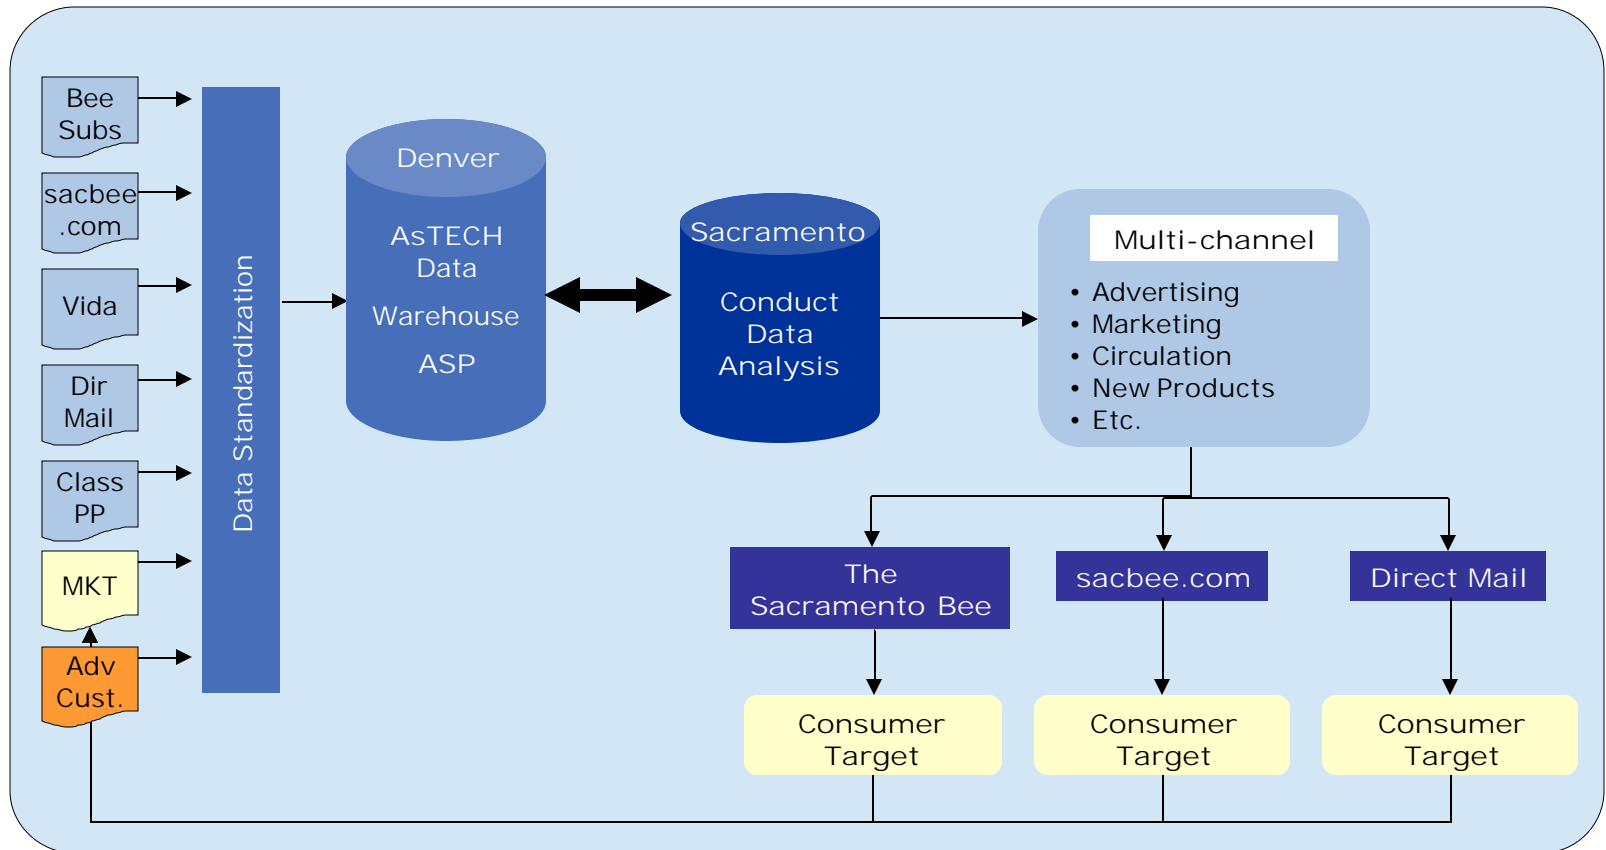 Bee
Subs
sacbee
.com
Vida
Dir
Mail
Class
PP
MKT
Adv
Cust.
Data Standardization
Denver
AsTECH
Data
Warehouse
ASP
Sacramento
Conduct
Data
Analysis
Multi-channel
• Advertising
• Marketing
• Circulation
• New Products
• Etc.
The
Sacramento Bee
sacbee.com
Direct Mail
Consumer
Target
Consumer
Target
Consumer
Target